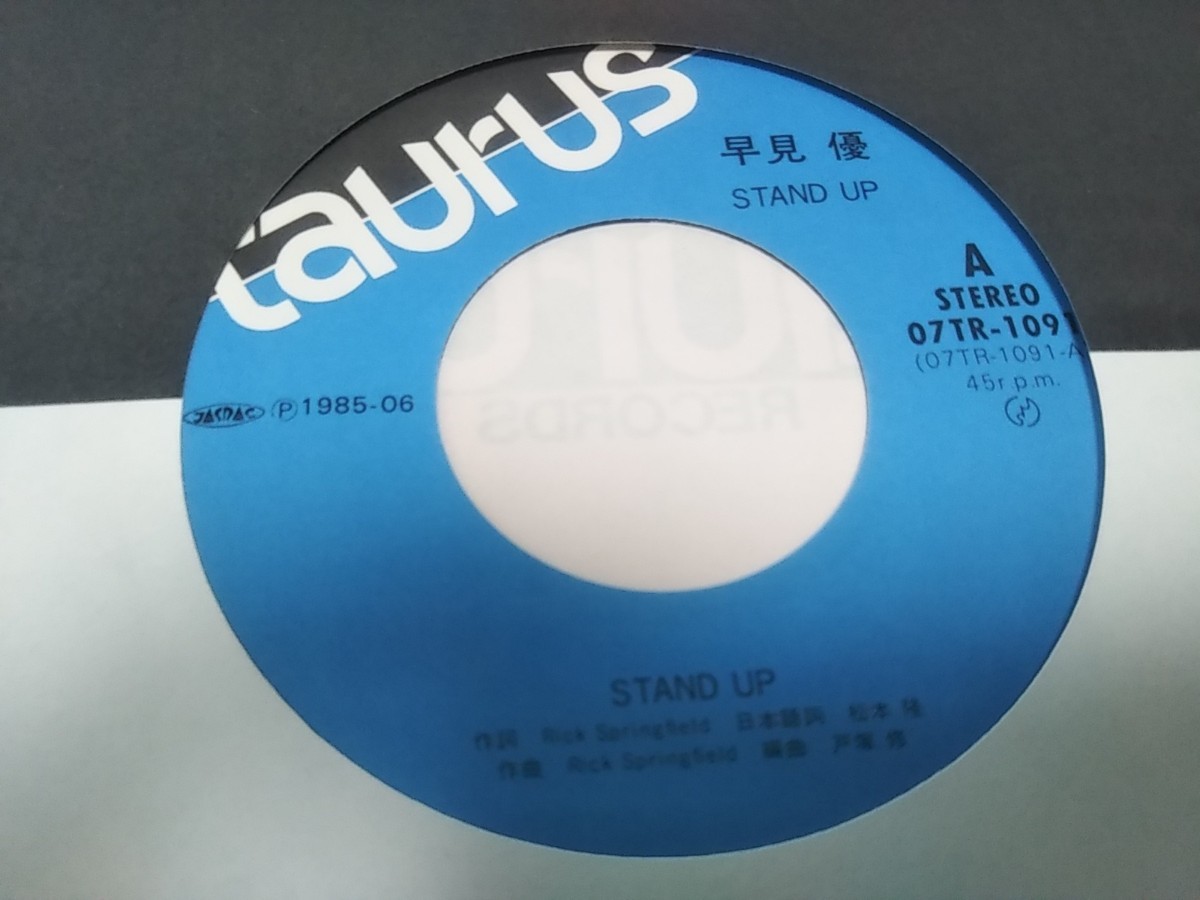 taurus
早見 優
STAND UP
A
STEREO
07TR-1091
(07TR-1091-A
45r.p.m.
JASRAC Ⓟ1985-06
RECORDS
STAND UP
作詞 Rick Springfield 日本語詞 松本 隆
作曲 Rick Springfield 編曲 戸塚 修